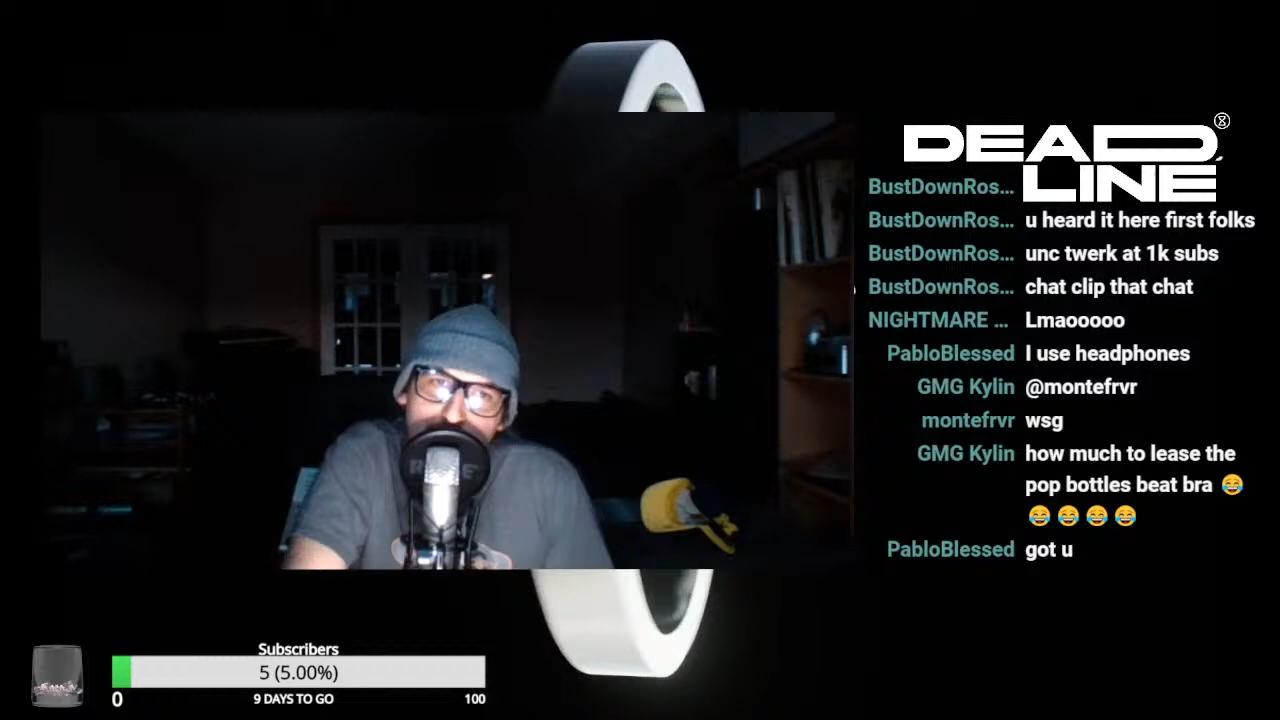 DEAD
LINE
BustDownRos...
BustDownRos... u heard it here first folks
BustDownRos... unc twerk at 1k subs
BustDownRos... chat clip that chat
NIGHTMARE ... Lmaooooo
PabloBlessed I use headphones
GMG Kylin @montefrvr
montefrvr wsg
GMG Kylin how much to lease the
pop bottles beat bra 😂
😂 😂 😂 😂
PabloBlessed got u
Subscribers
5 (5.00%)
0 9 DAYS TO GO 100